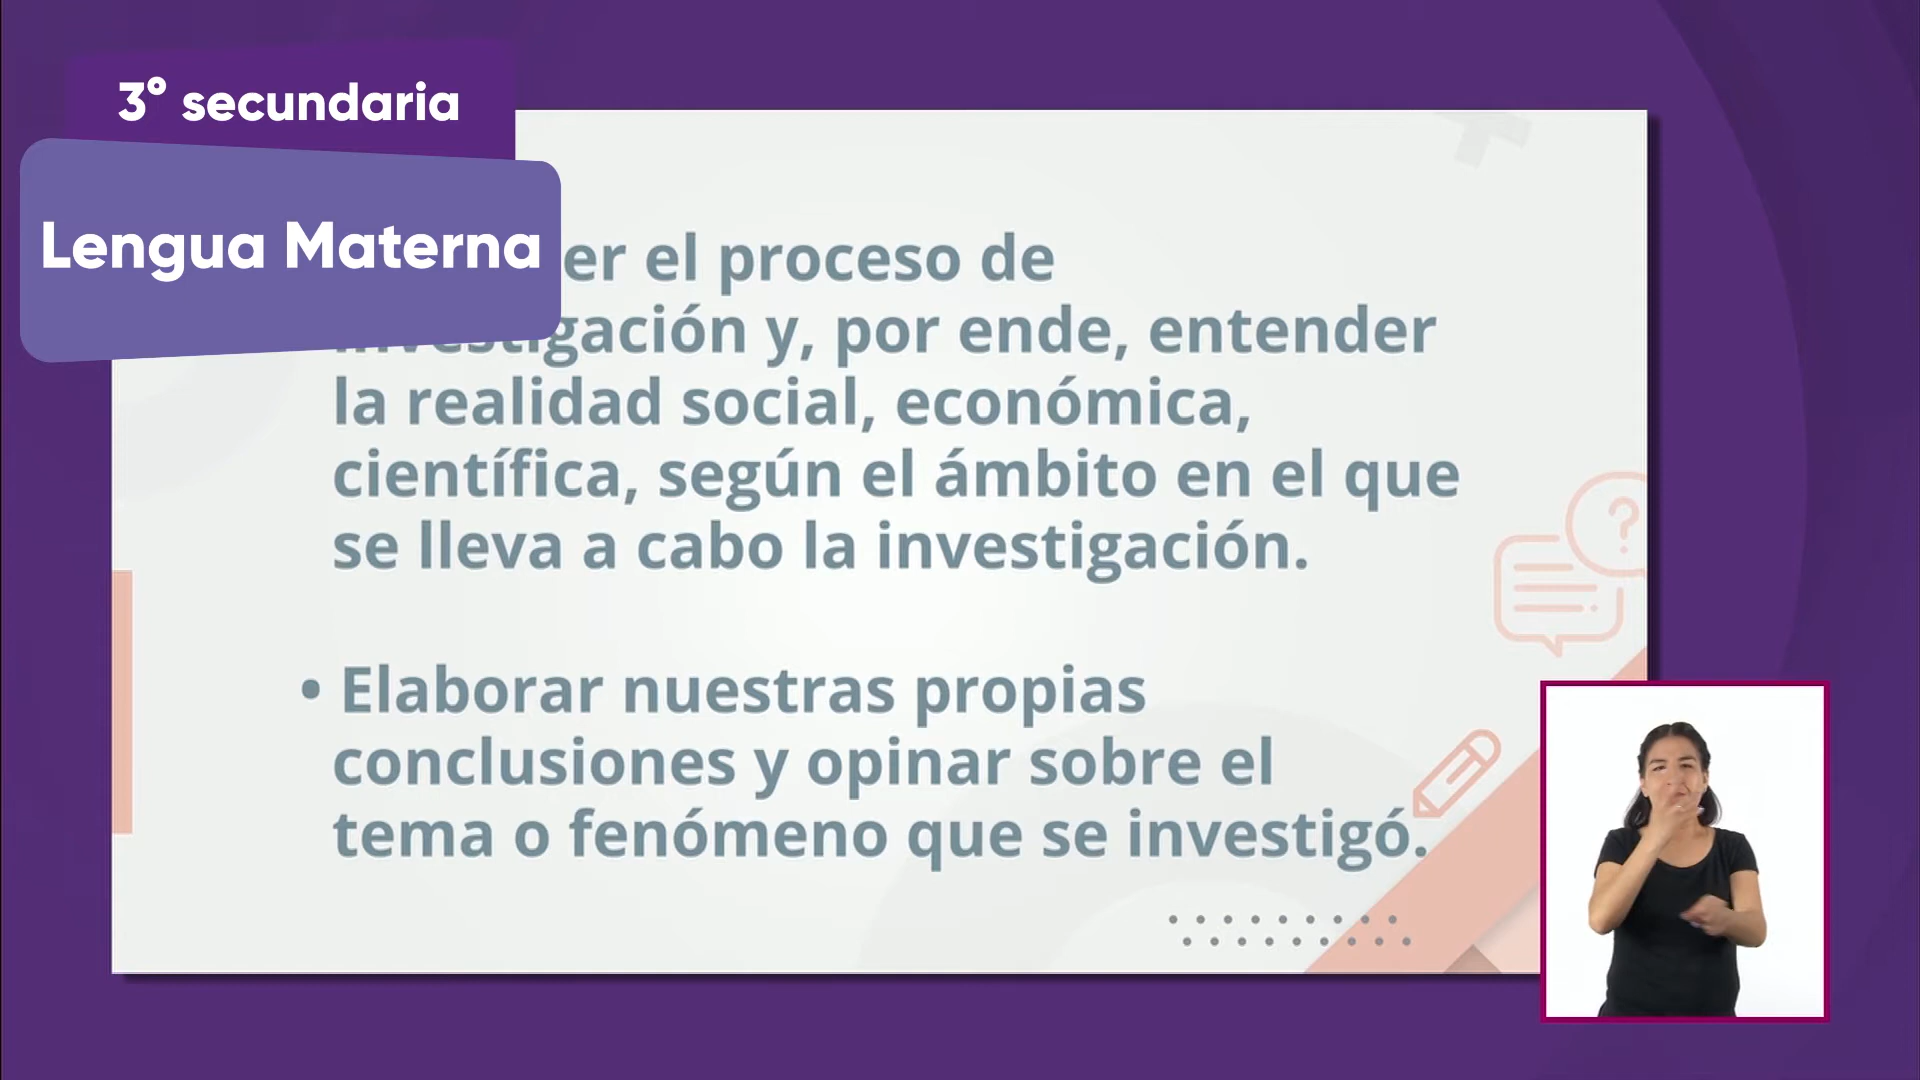 3° secundaria
Lengua Materna
el proceso de
y, por ende, entender
la realidad social, económica,
científica, según el ámbito en el que
se lleva a cabo la investigación.
• Elaborar nuestras propias
conclusiones y opinar sobre el
tema o fenómeno que se investigó.